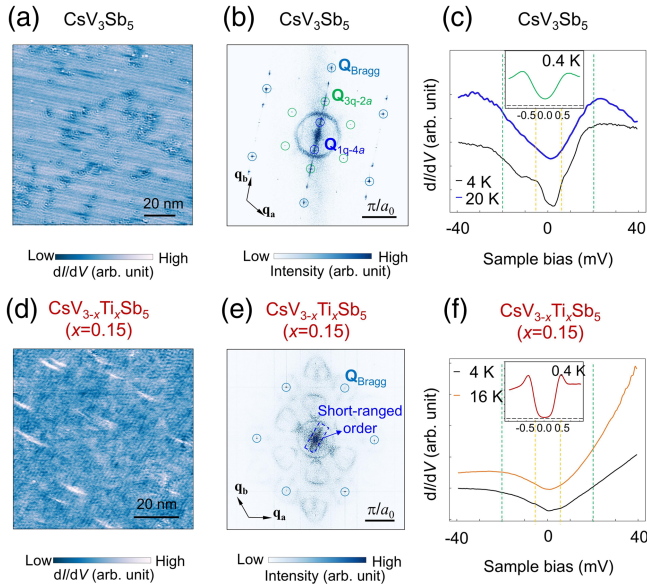 (a) CsV3Sb5
20 nm
Low High
dI/dV (arb. unit)
(b) CsV3Sb5
QBragg
Q3q-2a
Q1q-4a
qb
qa
π/a0
Low High
Intensity (arb. unit)
(c) CsV3Sb5
dI/dV (arb. unit)
0.4 K
-0.5 0.0 0.5
- 4 K
-20 K
-40 -20 0 20 40
Sample bias (mV)
(d) CsV3-xTixSb5
(x=0.15)
20 nm
Low High
dI/dV (arb. unit)
(e) CsV3-xTixSb5
(x=0.15)
QBragg
Short-ranged
order
qb
qa
π/a0
Low High
Intensity (arb. unit)
(f) CsV3-xTixSb5
(x=0.15)
dI/dV (arb. unit)
- 4 K
- 16 K
0.4 K
-0.5 0.0 0.5
-40 -20 0 20 40
Sample bias (mV)